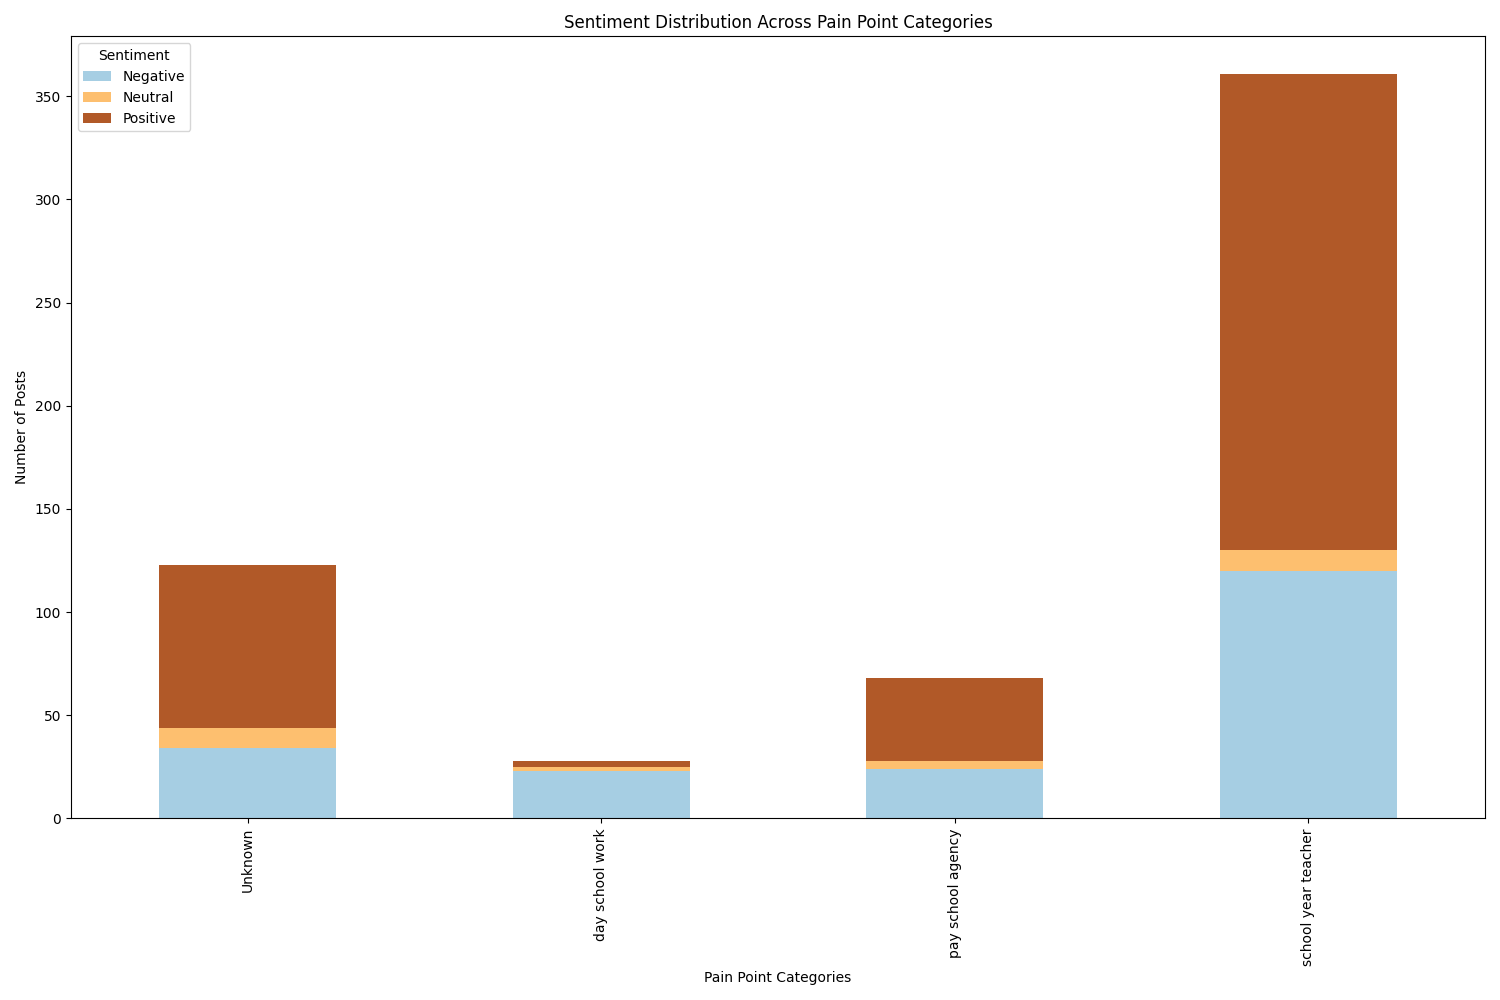 Sentiment Distribution Across Pain Point Categories
Sentiment
Negative
Neutral
Positive
Number of Posts
350
300
250
200
150
100
50
0
Unknown
day school work
pay school agency
school year teacher
Pain Point Categories